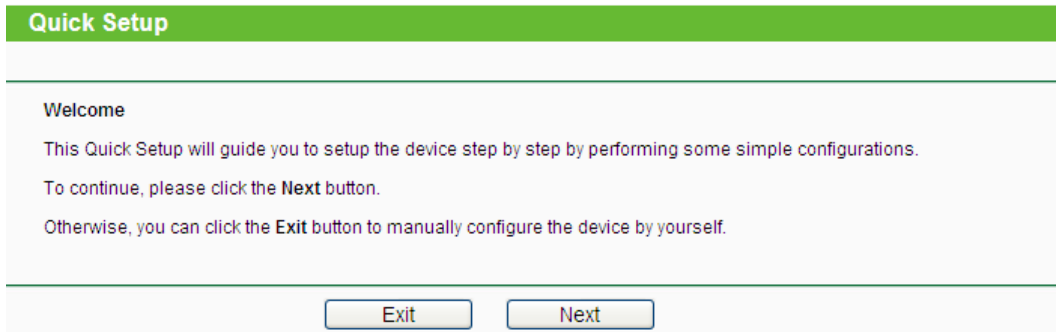 Quick Setup
Welcome
This Quick Setup will guide you to setup the device step by step by performing some simple configurations.
To continue, please click the Next button.
Otherwise, you can click the Exit button to manually configure the device by yourself.
Exit Next